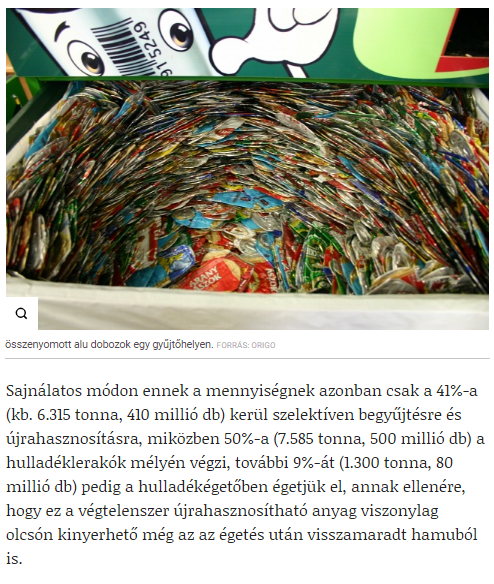 915249
ARANY
ÁSZOK
összenyomott alu dobozok egy gyűjtőhelyen. FORRÁS: ORIGO
Sajnálatos módon ennek a mennyiségnek azonban csak a 41%-a
(kb. 6.315 tonna, 410 millió db) kerül szelektíven begyűjtésre és
újrahasznosításra, miközben 50%-a (7.585 tonna, 500 millió db) a
hulladéklerakók mélyén végzi, további 9%-át (1.300 tonna, 80
millió db) pedig a hulladékégetőben égetjük el, annak ellenére,
hogy ez a végtelenszer újrahasznosítható anyag viszonylag
olcsón kinyerhető még az az égetés után visszamaradt hamuból
is.